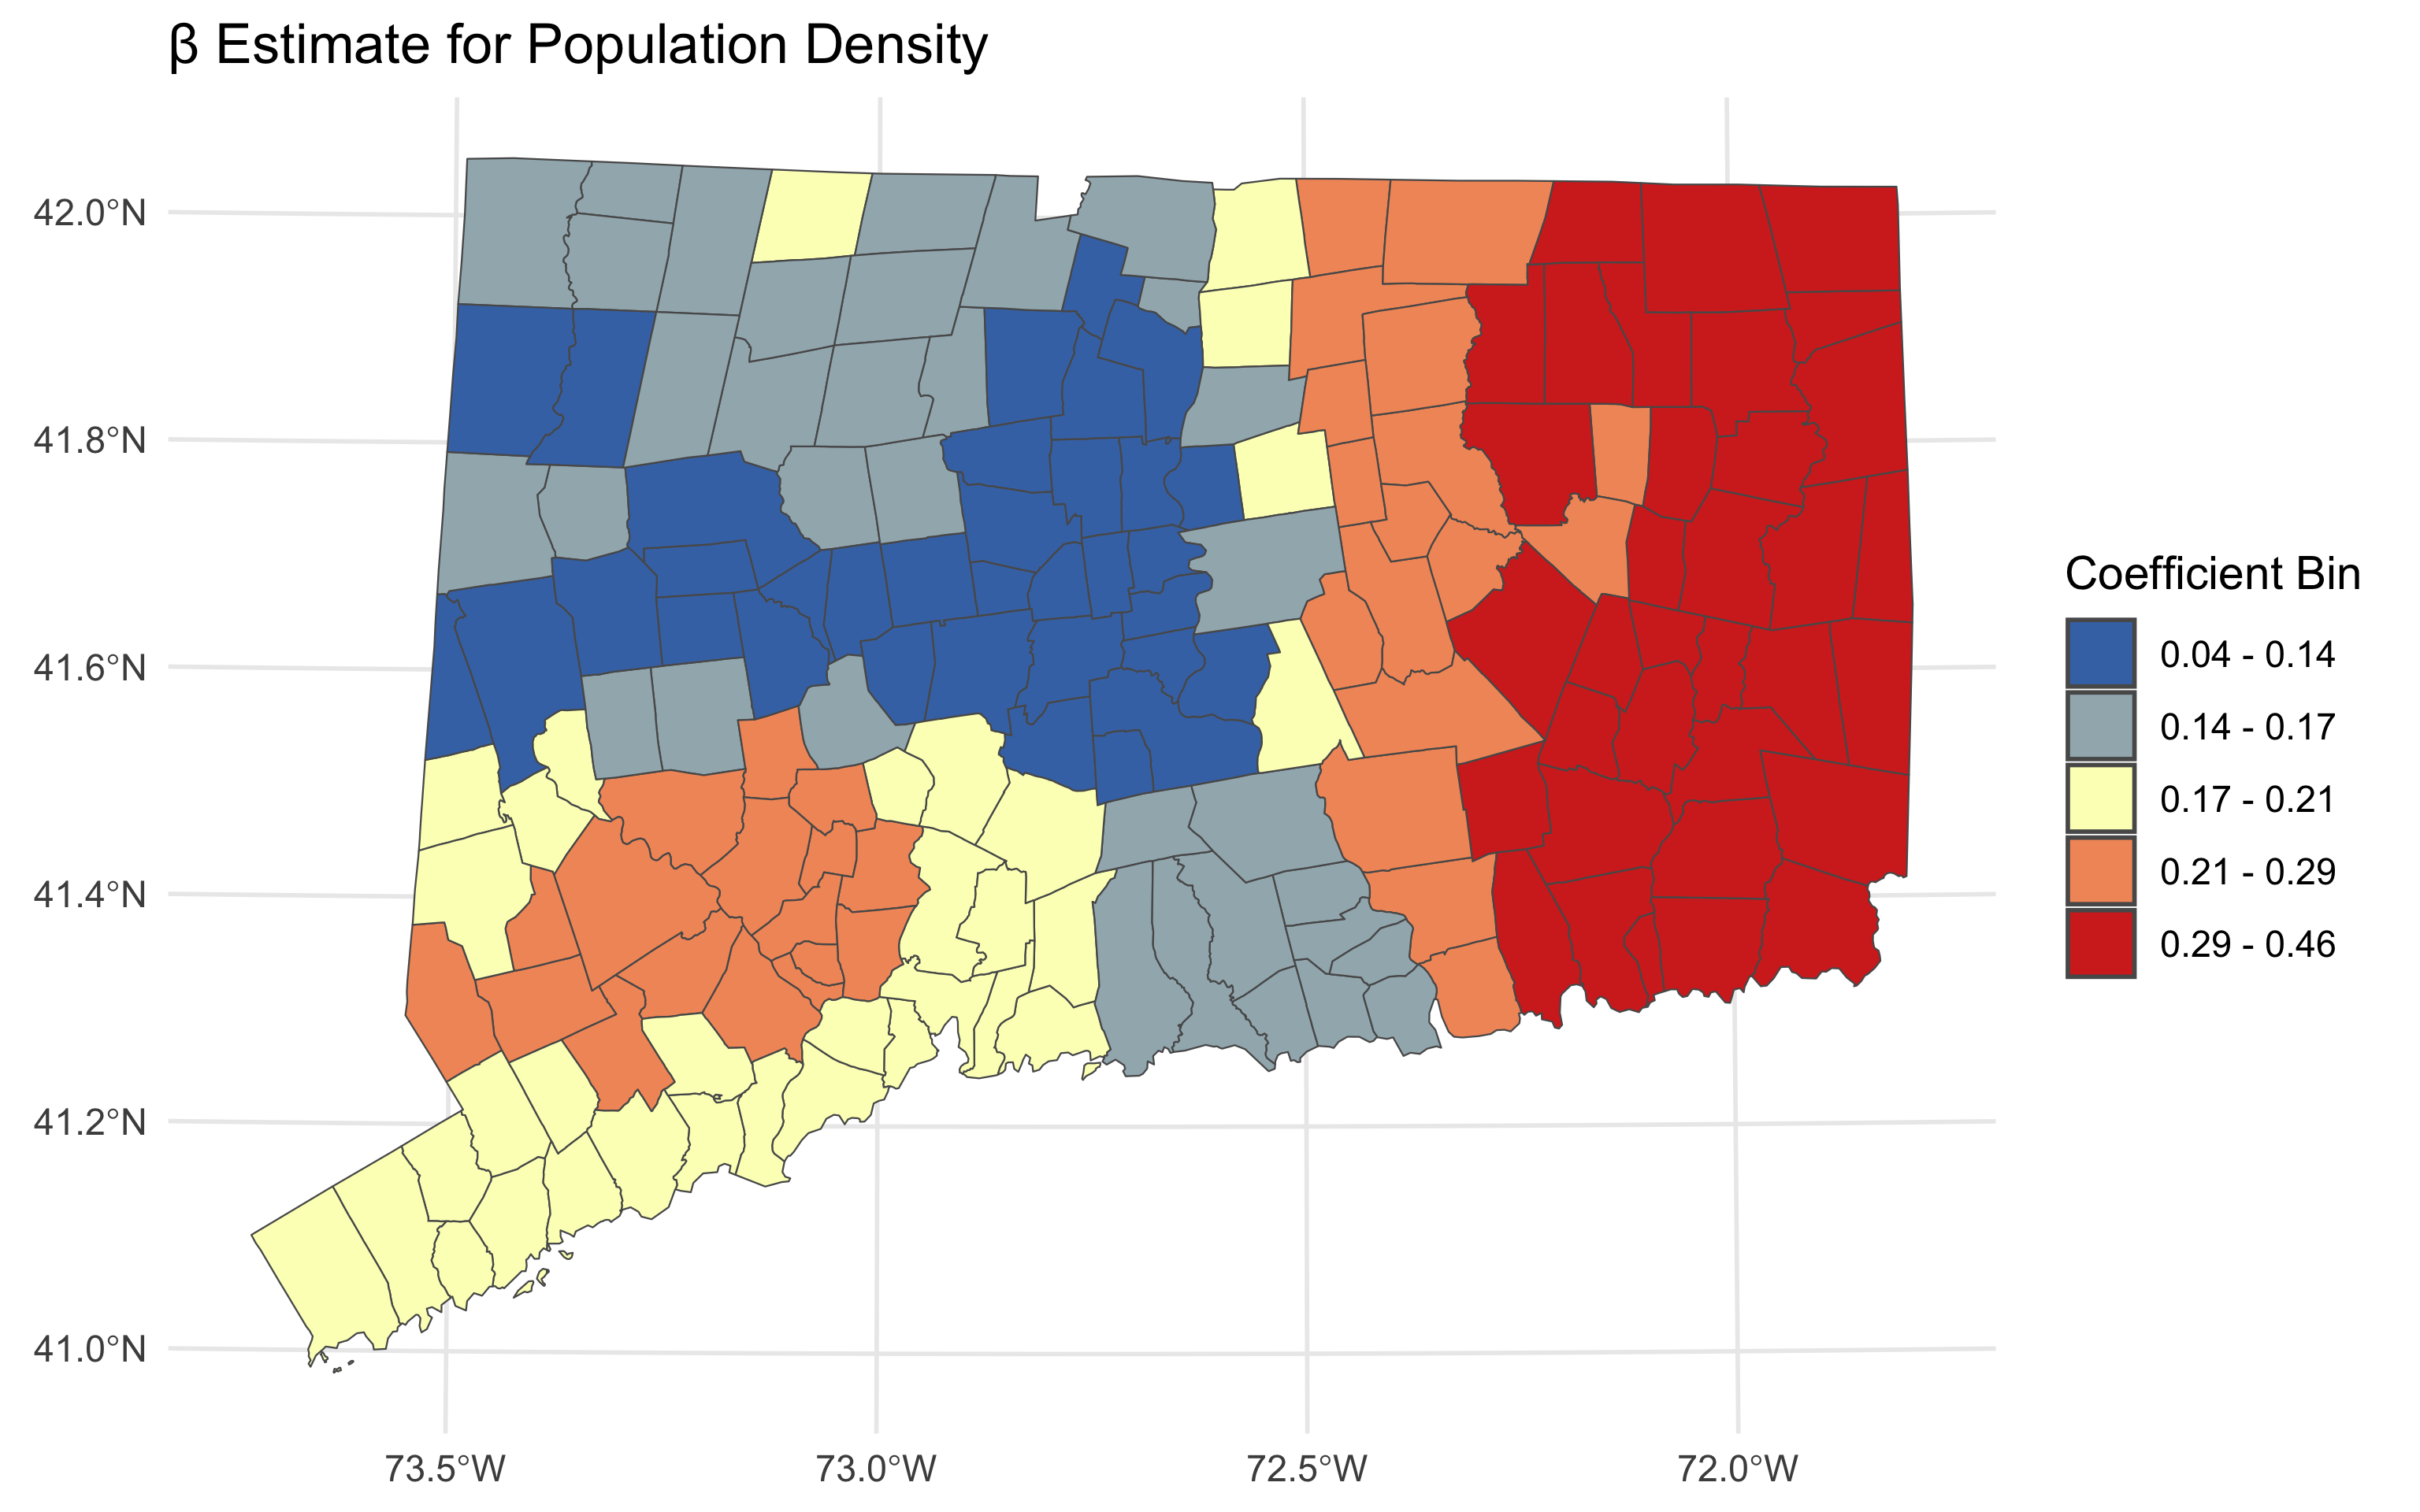 β Estimate for Population Density
42.0°N
41.8°N
41.6°N
41.4°N
41.2°N
41.0°N
73.5°W
73.0°W
72.5°W
72.0°W
Coefficient Bin
0.04 - 0.14
0.14 - 0.17
0.17 - 0.21
0.21 - 0.29
0.29 - 0.46